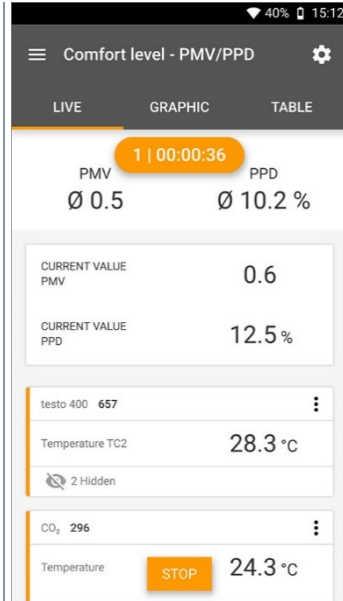 40% 15:12
Comfort level - PMV/PPD
LIVE GRAPHIC TABLE
1 | 00:00:36
PMV PPD
Ø 0.5 Ø 10.2 %
CURRENT VALUE
PMV
0.6
CURRENT VALUE
PPD
12.5 %
testo 400 657
Temperature TC2 28.3 °C
2 Hidden
CO₂ 296
Temperature 24.3 °C
STOP